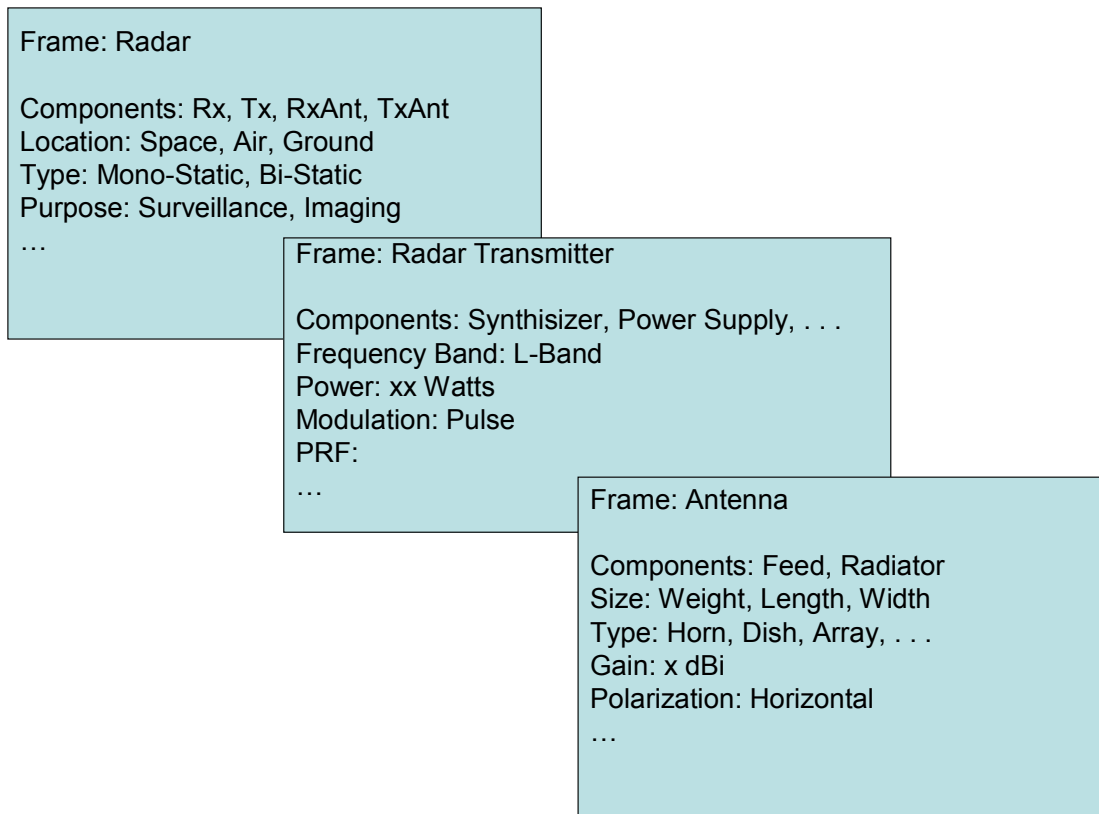 Frame: Radar
Components: Rx, Tx, RxAnt, TxAnt
Location: Space, Air, Ground
Type: Mono-Static, Bi-Static
Purpose: Surveillance, Imaging
…
Frame: Radar Transmitter
Components: Synthisizer, Power Supply, . . .
Frequency Band: L-Band
Power: xx Watts
Modulation: Pulse
PRF:
…
Frame: Antenna
Components: Feed, Radiator
Size: Weight, Length, Width
Type: Horn, Dish, Array, . . .
Gain: x dBi
Polarization: Horizontal
…